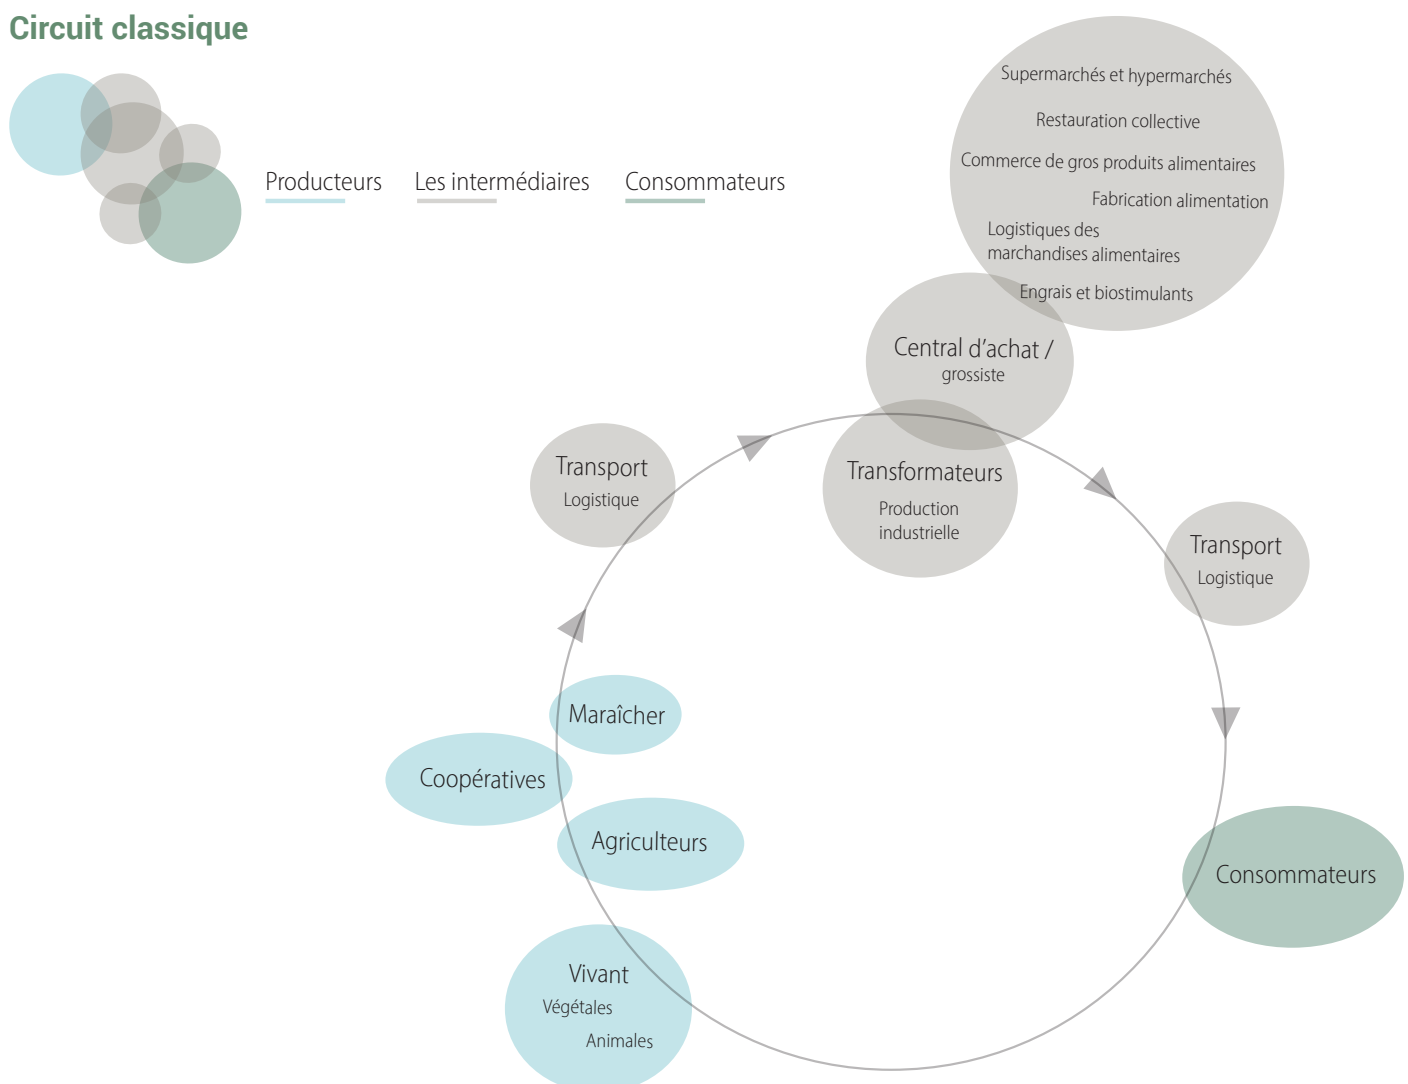 Circuit classique
Producteurs
Les intermédiaires
Consommateurs
Supermarchés et hypermarchés
Restauration collective
Commerce de gros produits alimentaires
Fabrication alimentation
Logistiques des
marchandises alimentaires
Engrais et biostimulants
Central d'achat /
grossiste
Transformateurs
Production
industrielle
Transport
Logistique
Transport
Logistique
Maraîcher
Coopératives
Agriculteurs
Consommateurs
Vivant
Végétales
Animales